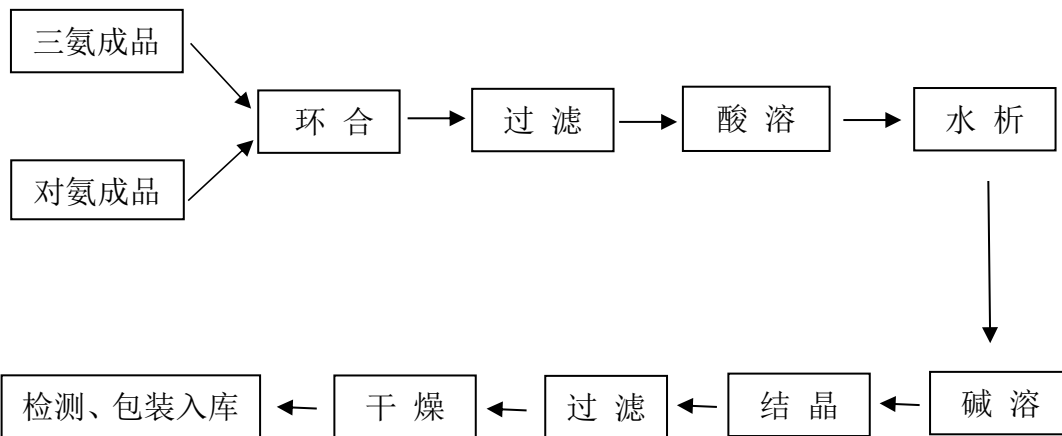 三氨成品
对氨成品
环 合
过 滤
酸 溶
水 析
碱 溶
结 晶
过 滤
干 燥
检测、包装入库